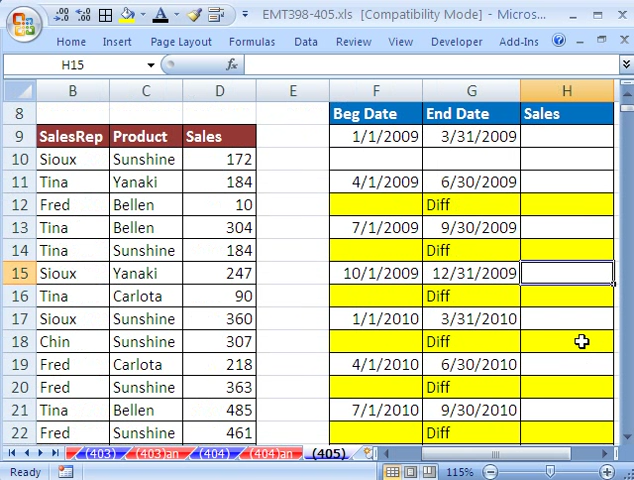 EMT398-405.xls [Compatibility Mode] - Micros...
Home Insert Page Layout Formulas Data Review View Developer Add-Ins
H15 fx
B C D E F G H
8 Beg Date End Date Sales
9 SalesRep Product Sales 1/1/2009 3/31/2009
10 Sioux Sunshine 172
11 Tina Yanaki 184 4/1/2009 6/30/2009
12 Fred Bellen 10 Diff
13 Tina Bellen 304 7/1/2009 9/30/2009
14 Tina Sunshine 184 Diff
15 Sioux Yanaki 247 10/1/2009 12/31/2009
16 Tina Carlota 90 Diff
17 Sioux Sunshine 360 1/1/2010 3/31/2010
18 Chin Sunshine 307 Diff
19 Fred Carlota 218 4/1/2010 6/30/2010
20 Fred Sunshine 363 Diff
21 Tina Bellen 485 7/1/2010 9/30/2010
22 Fred Sunshine 461 Diff
(403) (403)an (404) (404)an (405)
Ready 115%